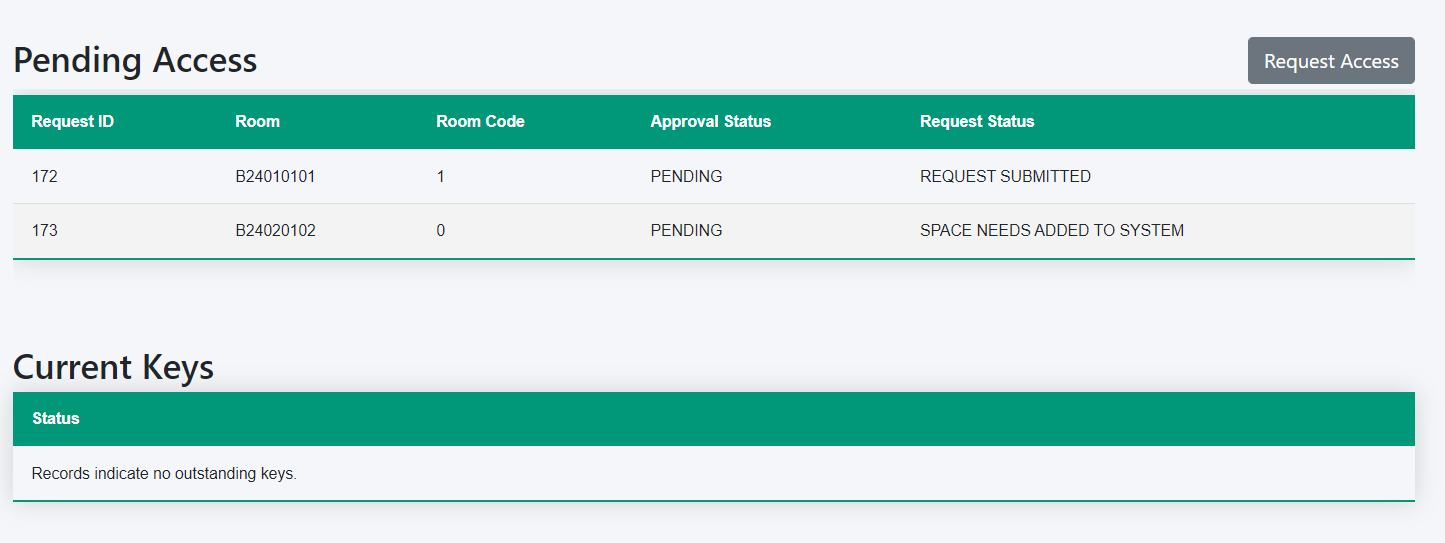 Pending Access
Request Access
Request ID Room Room Code Approval Status Request Status
172 B24010101 1 PENDING REQUEST SUBMITTED
173 B24020102 0 PENDING SPACE NEEDS ADDED TO SYSTEM
Current Keys
Status
Records indicate no outstanding keys.